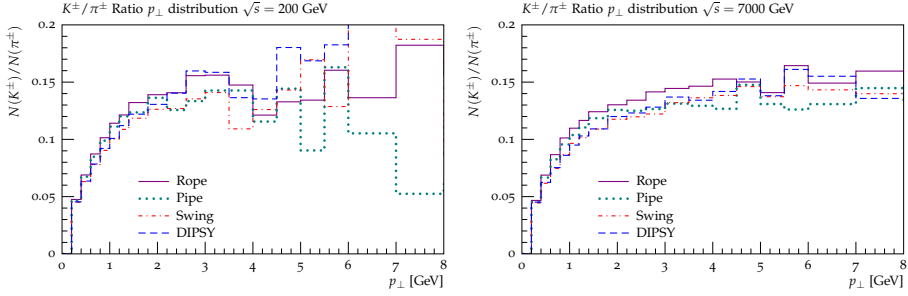 K±/π± Ratio p⊥ distribution √s = 200 GeV
N(K±)/N(π±)
0.2
0.15
0.1
0.05
0
Rope
Pipe
Swing
DIPSY
0 1 2 3 4 5 6 7 8
p⊥ [GeV]
K±/π± Ratio p⊥ distribution √s = 7000 GeV
N(K±)/N(π±)
0.2
0.15
0.1
0.05
0
Rope
Pipe
Swing
DIPSY
0 1 2 3 4 5 6 7 8
p⊥ [GeV]